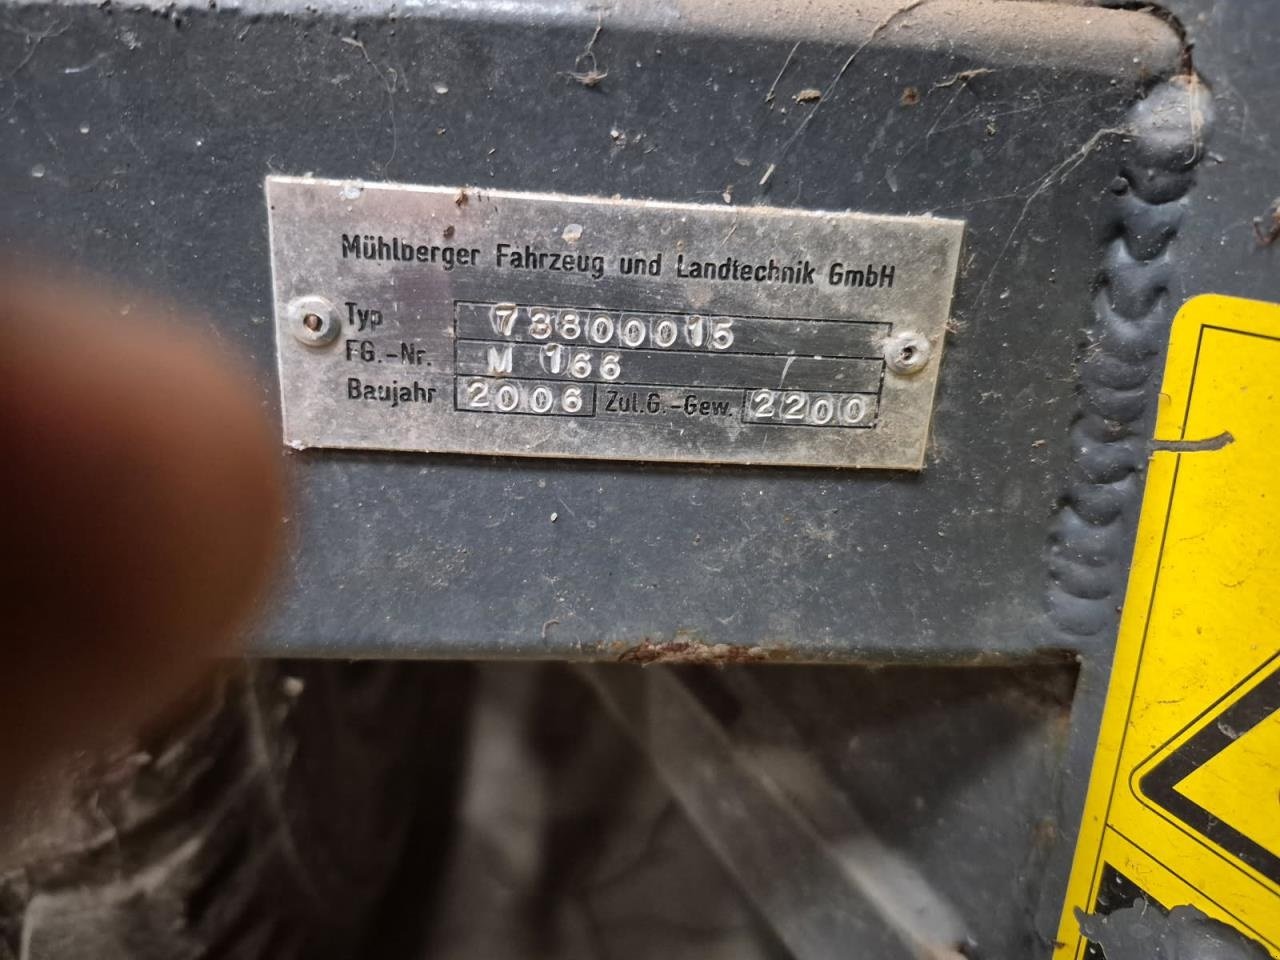 Mühlberger Fahrzeug und Landtechnik GmbH
Typ 73800015
FG.-Nr. M 166
Baujahr 2006 Zul.G.-Gew. 2200